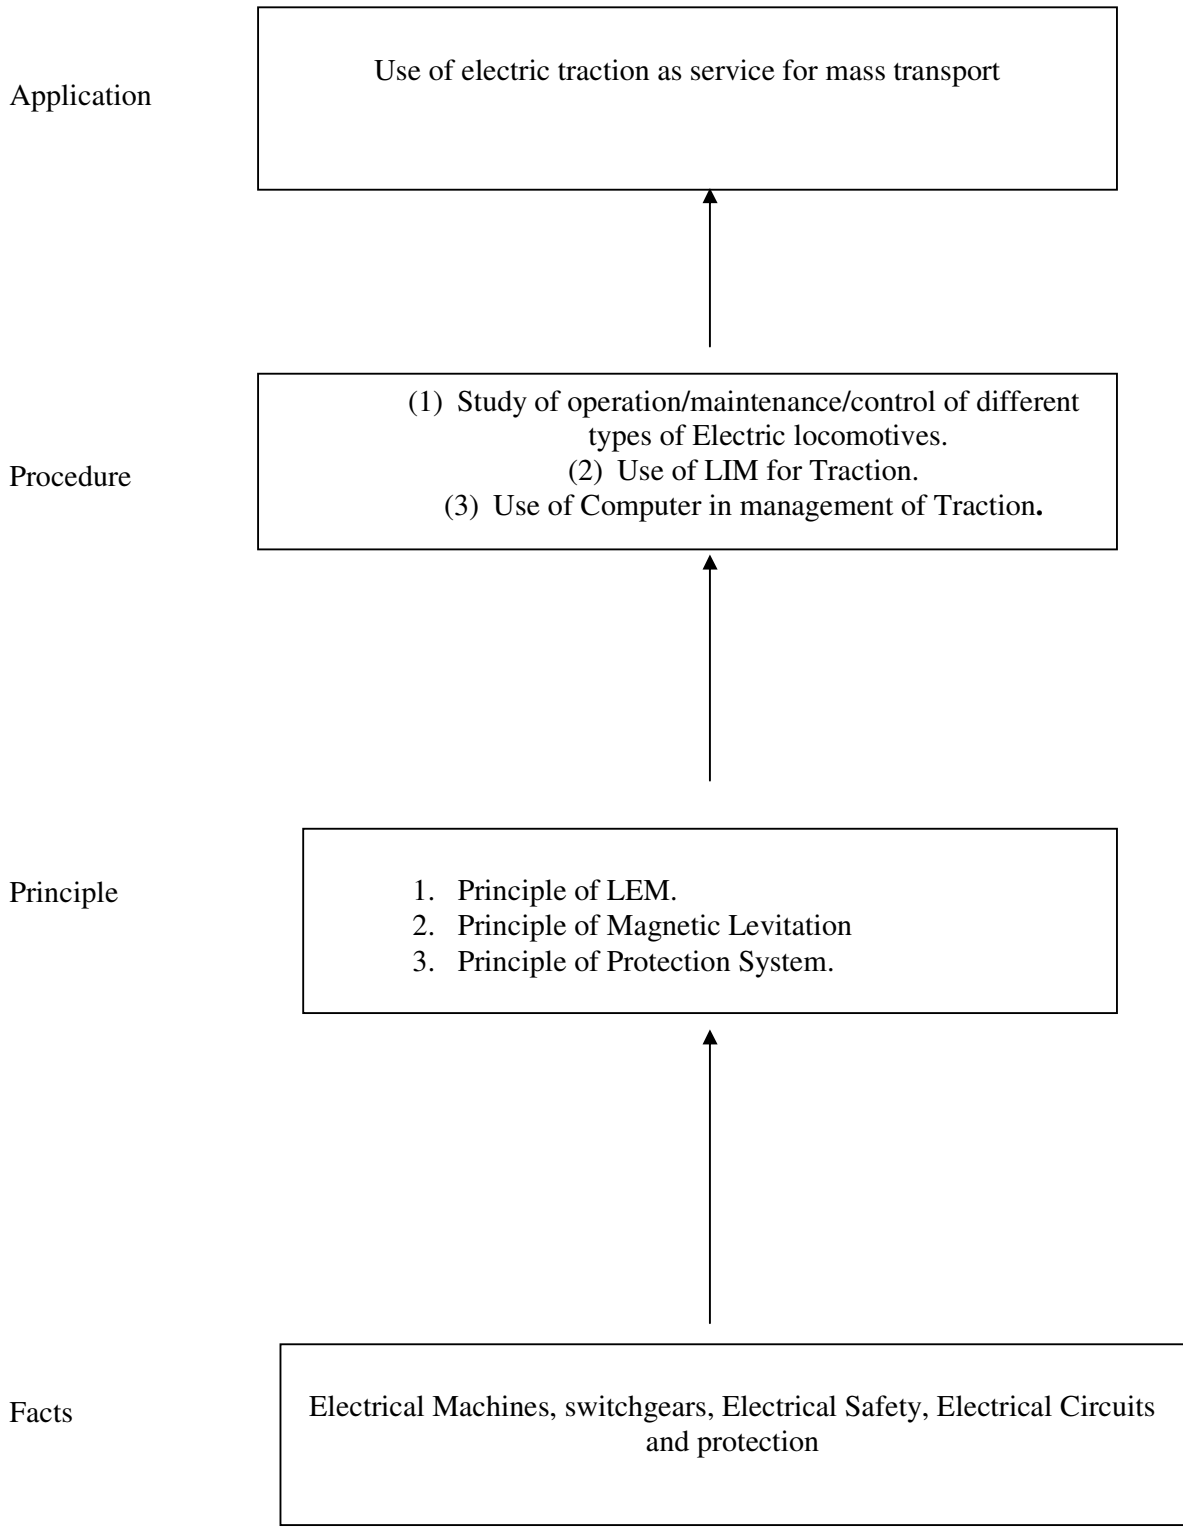 Application
Use of electric traction as service for mass transport
Procedure
(1) Study of operation/maintenance/control of different
types of Electric locomotives.
(2) Use of LIM for Traction.
(3) Use of Computer in management of Traction.
Principle
1. Principle of LEM.
2. Principle of Magnetic Levitation
3. Principle of Protection System.
Facts
Electrical Machines, switchgears, Electrical Safety, Electrical Circuits
and protection